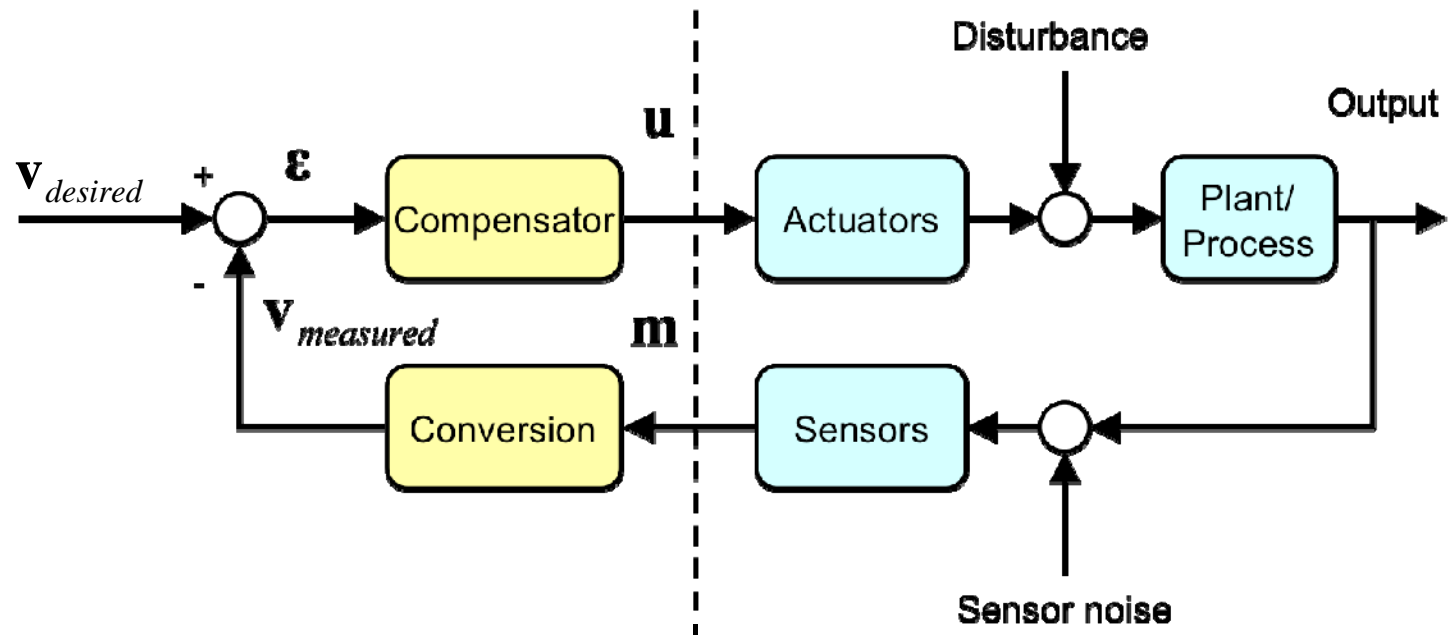 Disturbance
Output
u
v desired
+
ε
Compensator
Actuators
Plant/
Process
-
v measured
m
Conversion
Sensors
Sensor noise